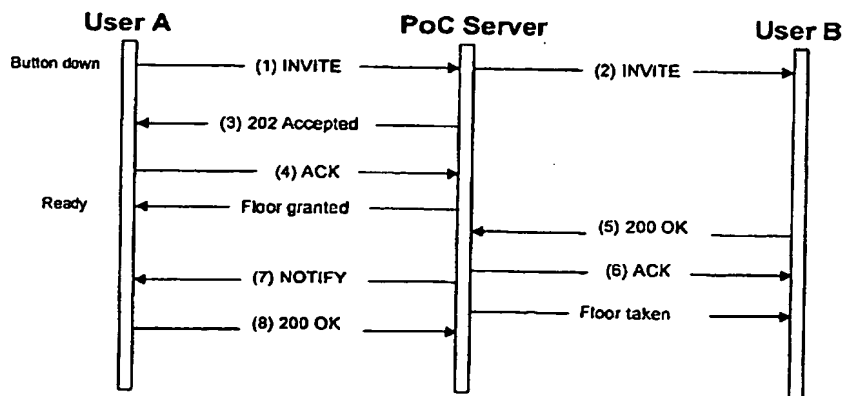 User A
PoC Server
User B
Button down
(1) INVITE
(2) INVITE
(3) 202 Accepted
(4) ACK
Ready
Floor granted
(5) 200 OK
(7) NOTIFY
(6) ACK
(8) 200 OK
Floor taken